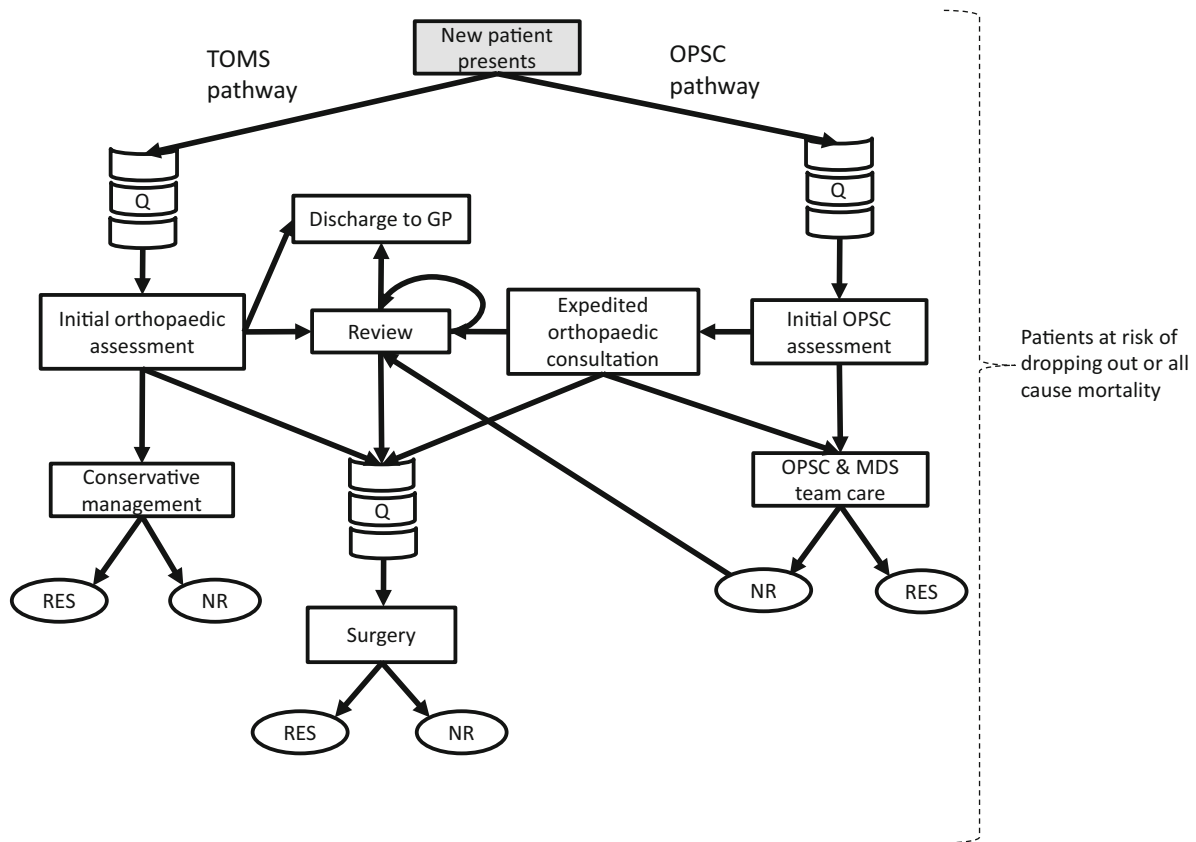 New patient
presents
TOMS
pathway
OPSC
pathway
Q
Q
Discharge to GP
Initial orthopaedic
assessment
Review
Expedited
orthopaedic
consultation
Initial OPSC
assessment
Patients at risk of
dropping out or all
cause mortality
Conservative
management
Q
OPSC & MDS
team care
RES
NR
NR
RES
Surgery
RES
NR